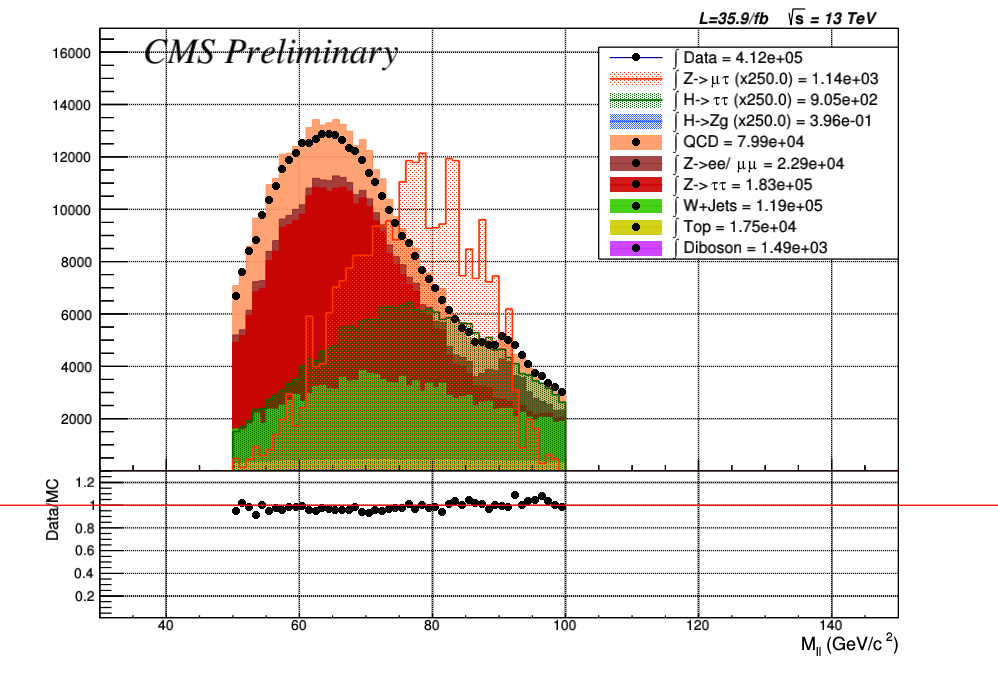 L=35.9/fb √s = 13 TeV
CMS Preliminary
∫ Data = 4.12e+05
∫ Z->μτ (x250.0) = 1.14e+03
∫ H->ττ (x250.0) = 9.05e+02
∫ H->Zg (x250.0) = 3.96e-01
∫ QCD = 7.99e+04
∫ Z->ee/ μμ = 2.29e+04
∫ Z->ττ = 1.83e+05
∫ W+Jets = 1.19e+05
∫ Top = 1.75e+04
∫ Diboson = 1.49e+03
16000
14000
12000
10000
8000
6000
4000
2000
Data/MC
1.2
1
0.8
0.6
0.4
0.2
40 60 80 100 120 140
M_ll (GeV/c²)